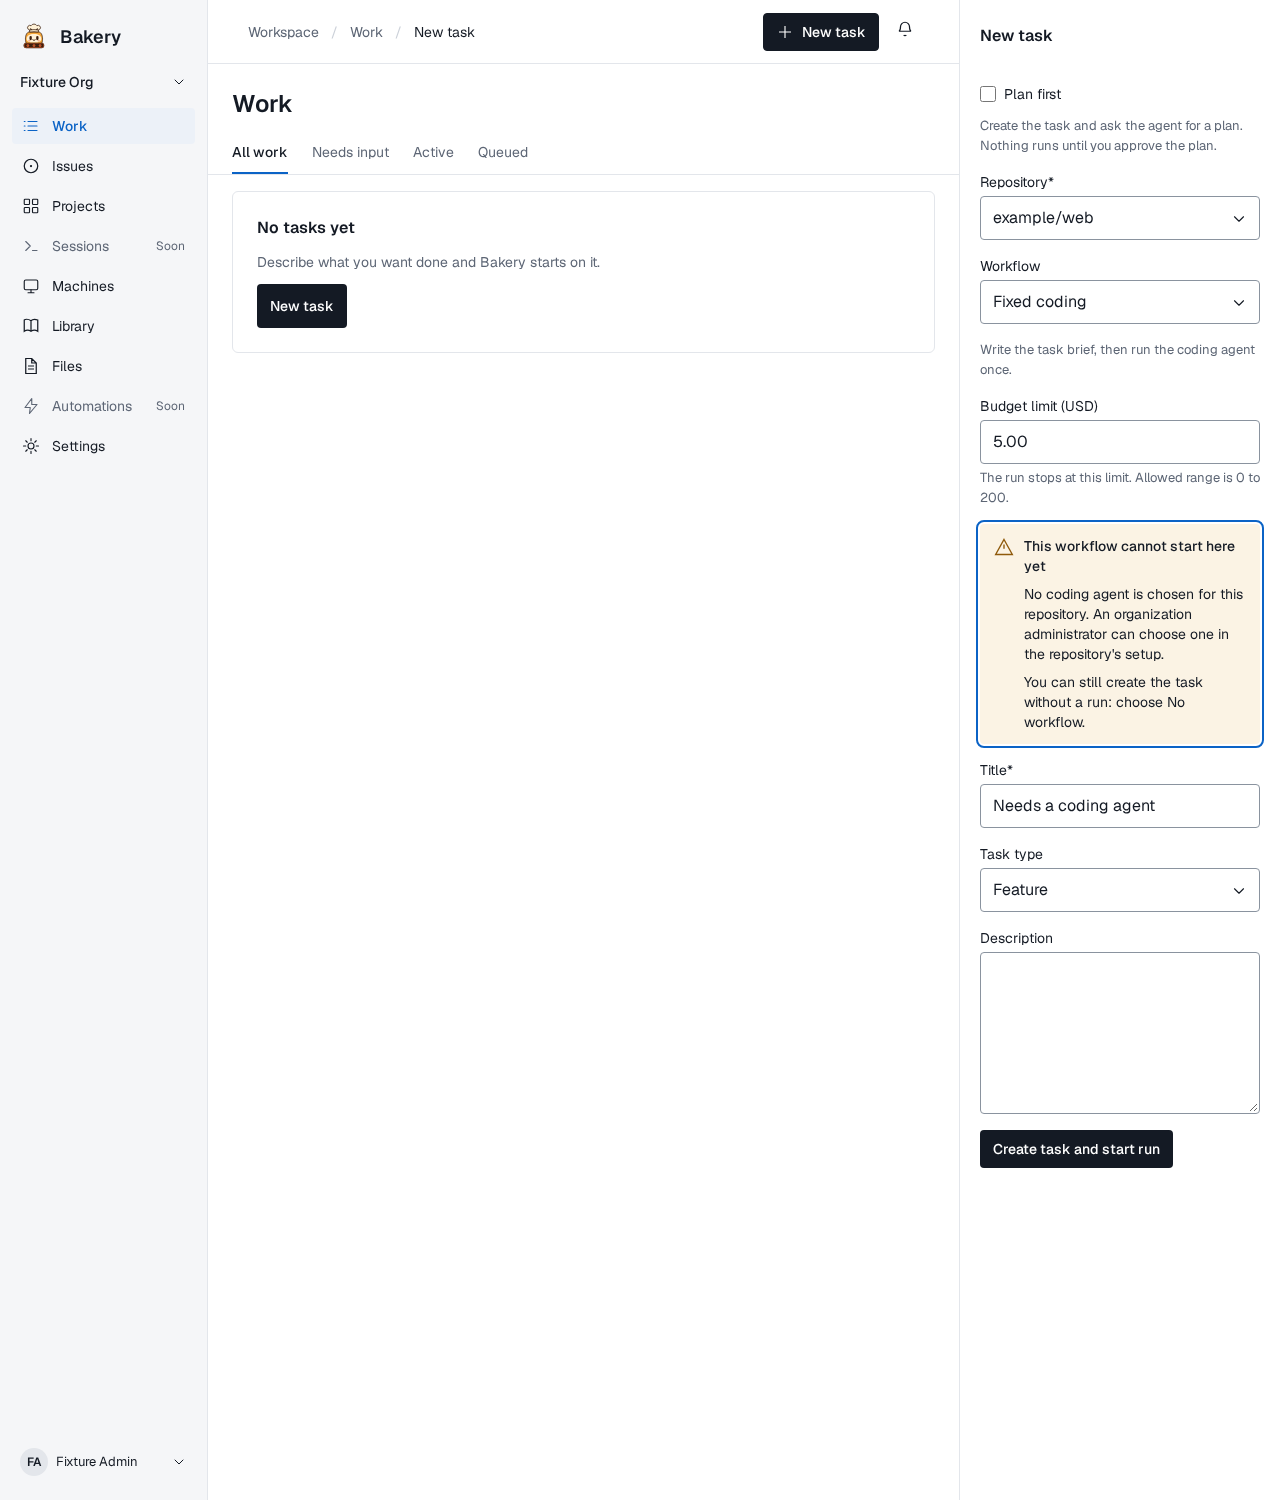 Bakery
Fixture Org
Work
Issues
Projects
Sessions Soon
Machines
Library
Files
Automations Soon
Settings
FA Fixture Admin
Workspace / Work / New task
New task
Work
All work Needs input Active Queued
No tasks yet
Describe what you want done and Bakery starts on it.
New task
New task
Plan first
Create the task and ask the agent for a plan.
Nothing runs until you approve the plan.
Repository*
example/web
Workflow
Fixed coding
Write the task brief, then run the coding agent
once.
Budget limit (USD)
5.00
The run stops at this limit. Allowed range is 0 to
200.
This workflow cannot start here
yet
No coding agent is chosen for this
repository. An organization
administrator can choose one in
the repository's setup.
You can still create the task
without a run: choose No
workflow.
Title*
Needs a coding agent
Task type
Feature
Description
Create task and start run